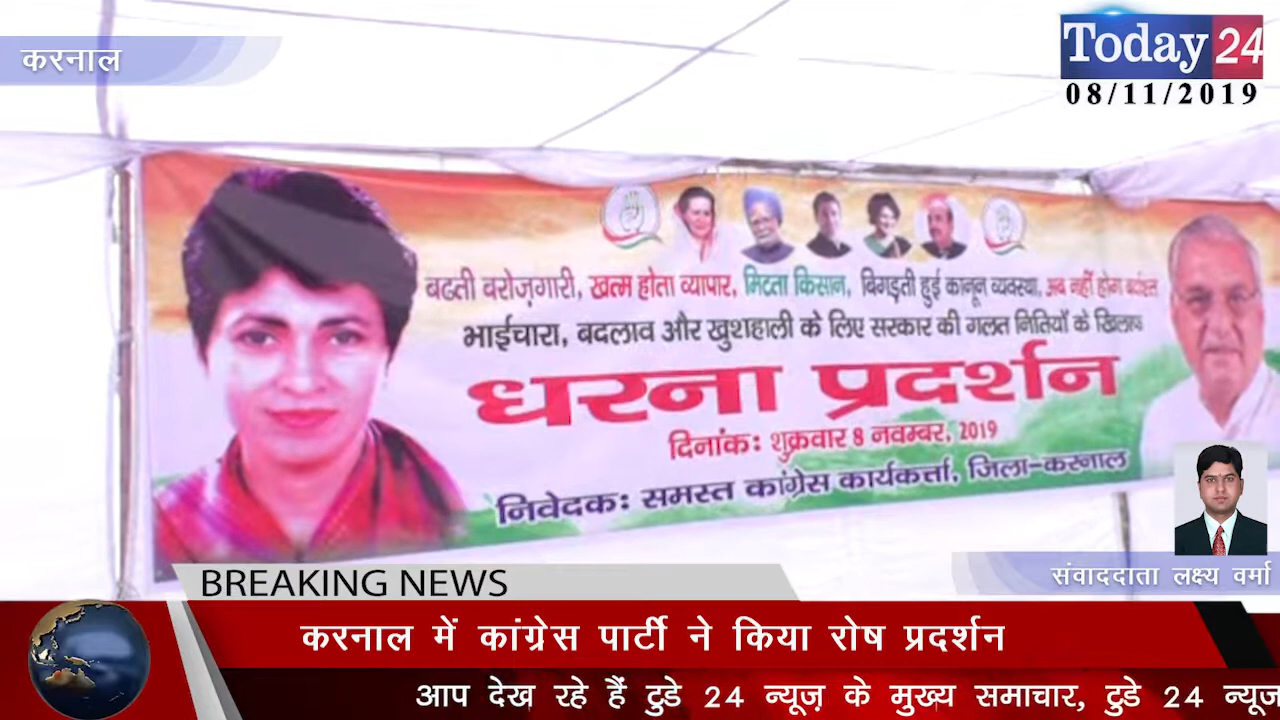 करनाल
Today 24
08/11/2019
बढती बरोज़गारी, खत्म होता व्यापार, मिटता किसान, बिगड़ती हुई कानून व्यवस्था, अब नहीं होगा बर्दाश्त
भाईचारा, बदलाव और खुशहाली के लिए सरकार की गलत नितियों के खिलाफ
धरना प्रदर्शन
दिनांक: शुक्रवार 8 नवम्बर, 2019
निवेदक: समस्त कांग्रेस कार्यकर्त्ता, जिला-करनाल
संवाददाता लक्ष्य वर्मा
BREAKING NEWS
करनाल में कांग्रेस पार्टी ने किया रोष प्रदर्शन
आप देख रहे हैं टुडे 24 न्यूज़ के मुख्य समाचार, टुडे 24 न्यूज़